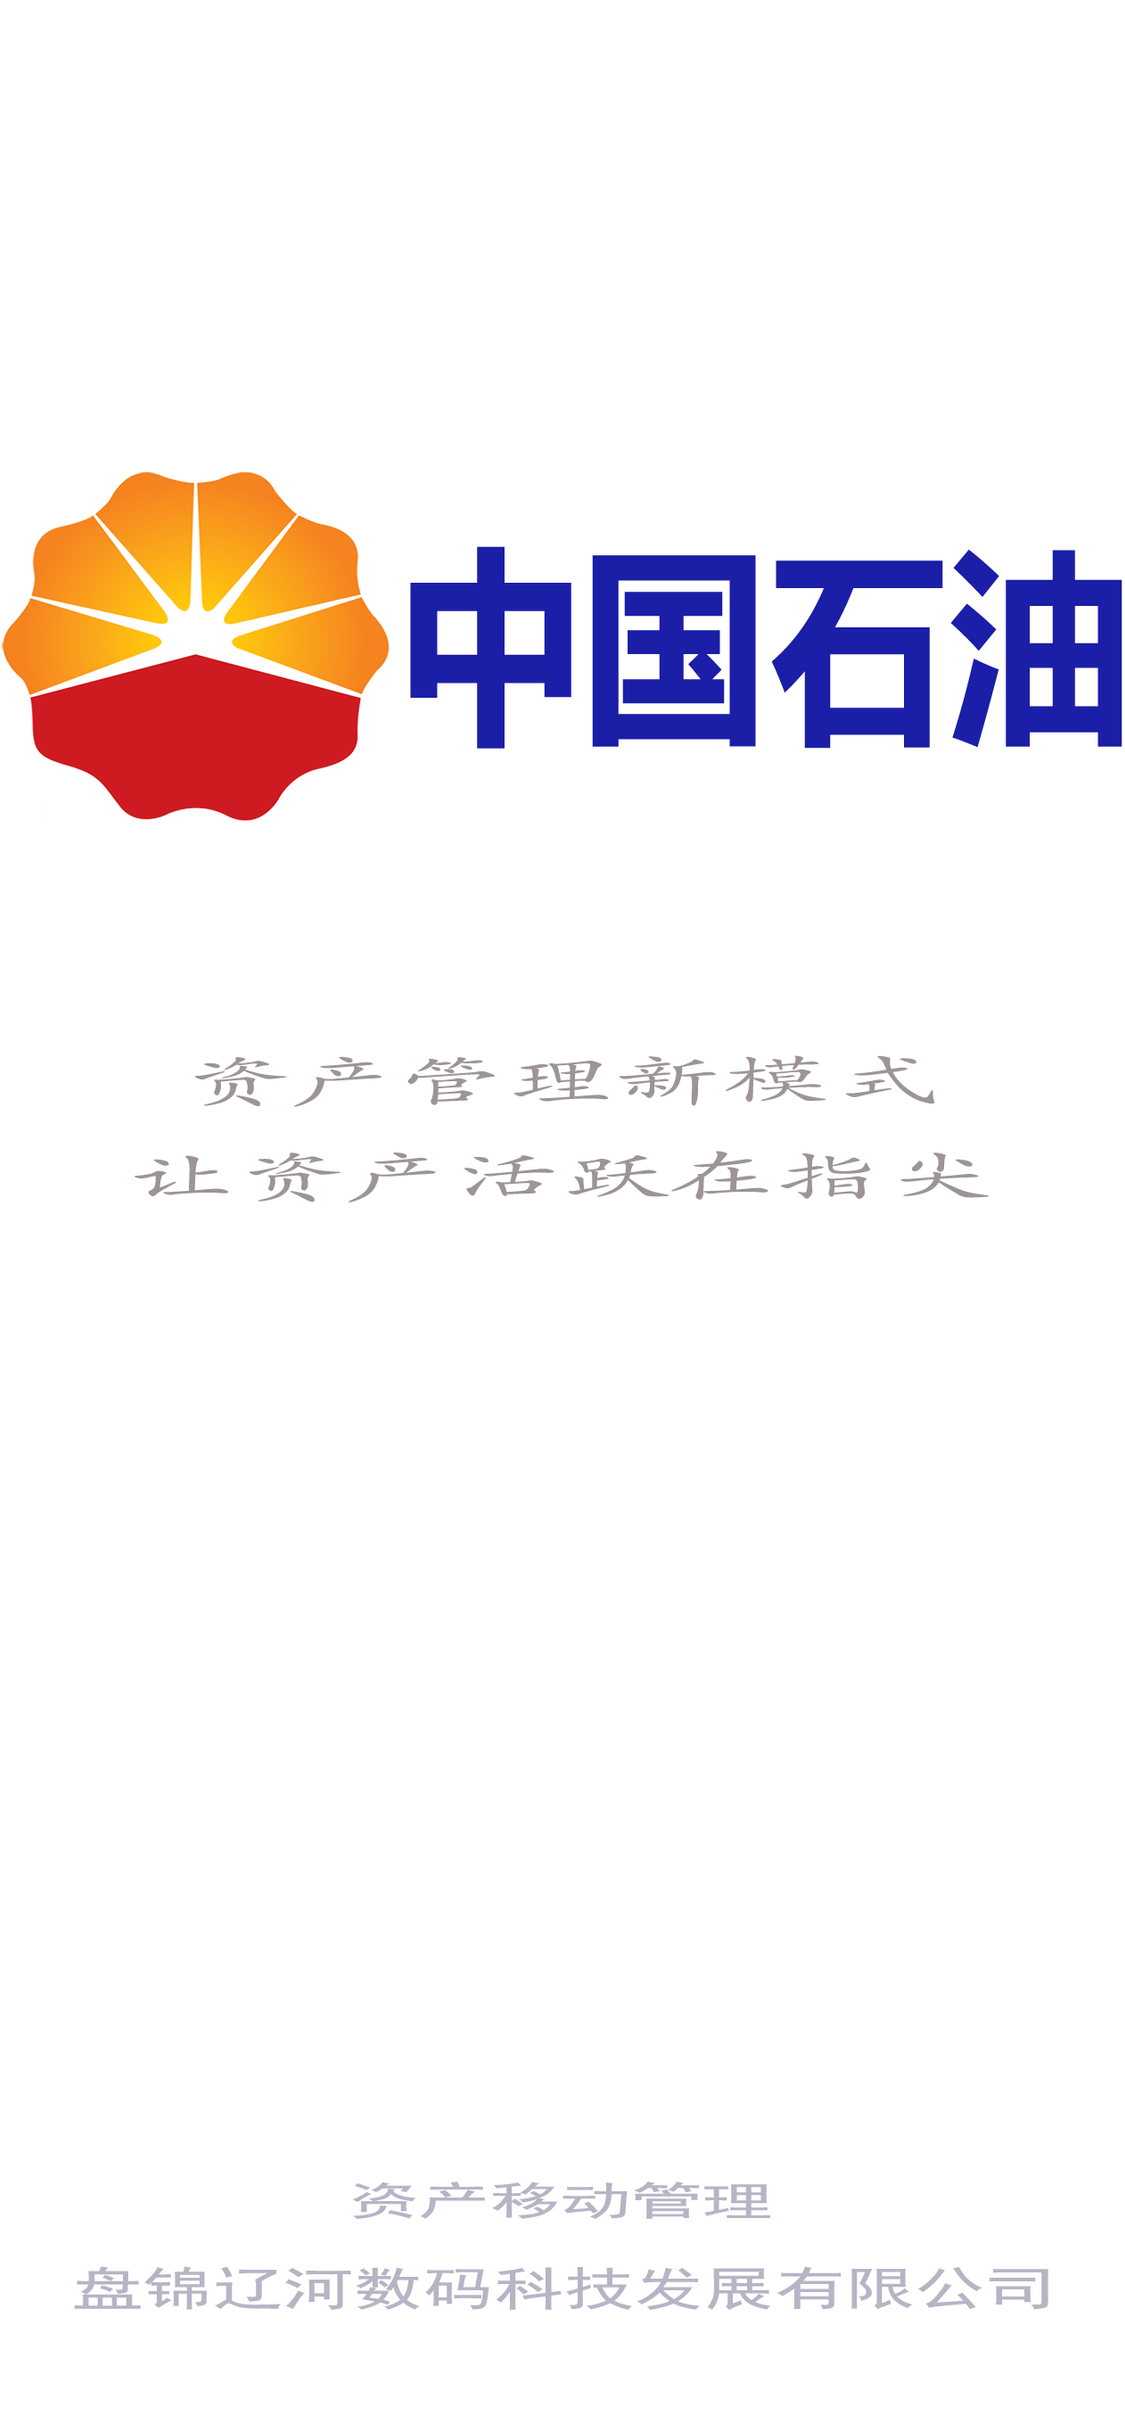 中国石油
资产管理新模式
让资产活跃在指尖
资产移动管理
盘锦辽河数码科技发展有限公司